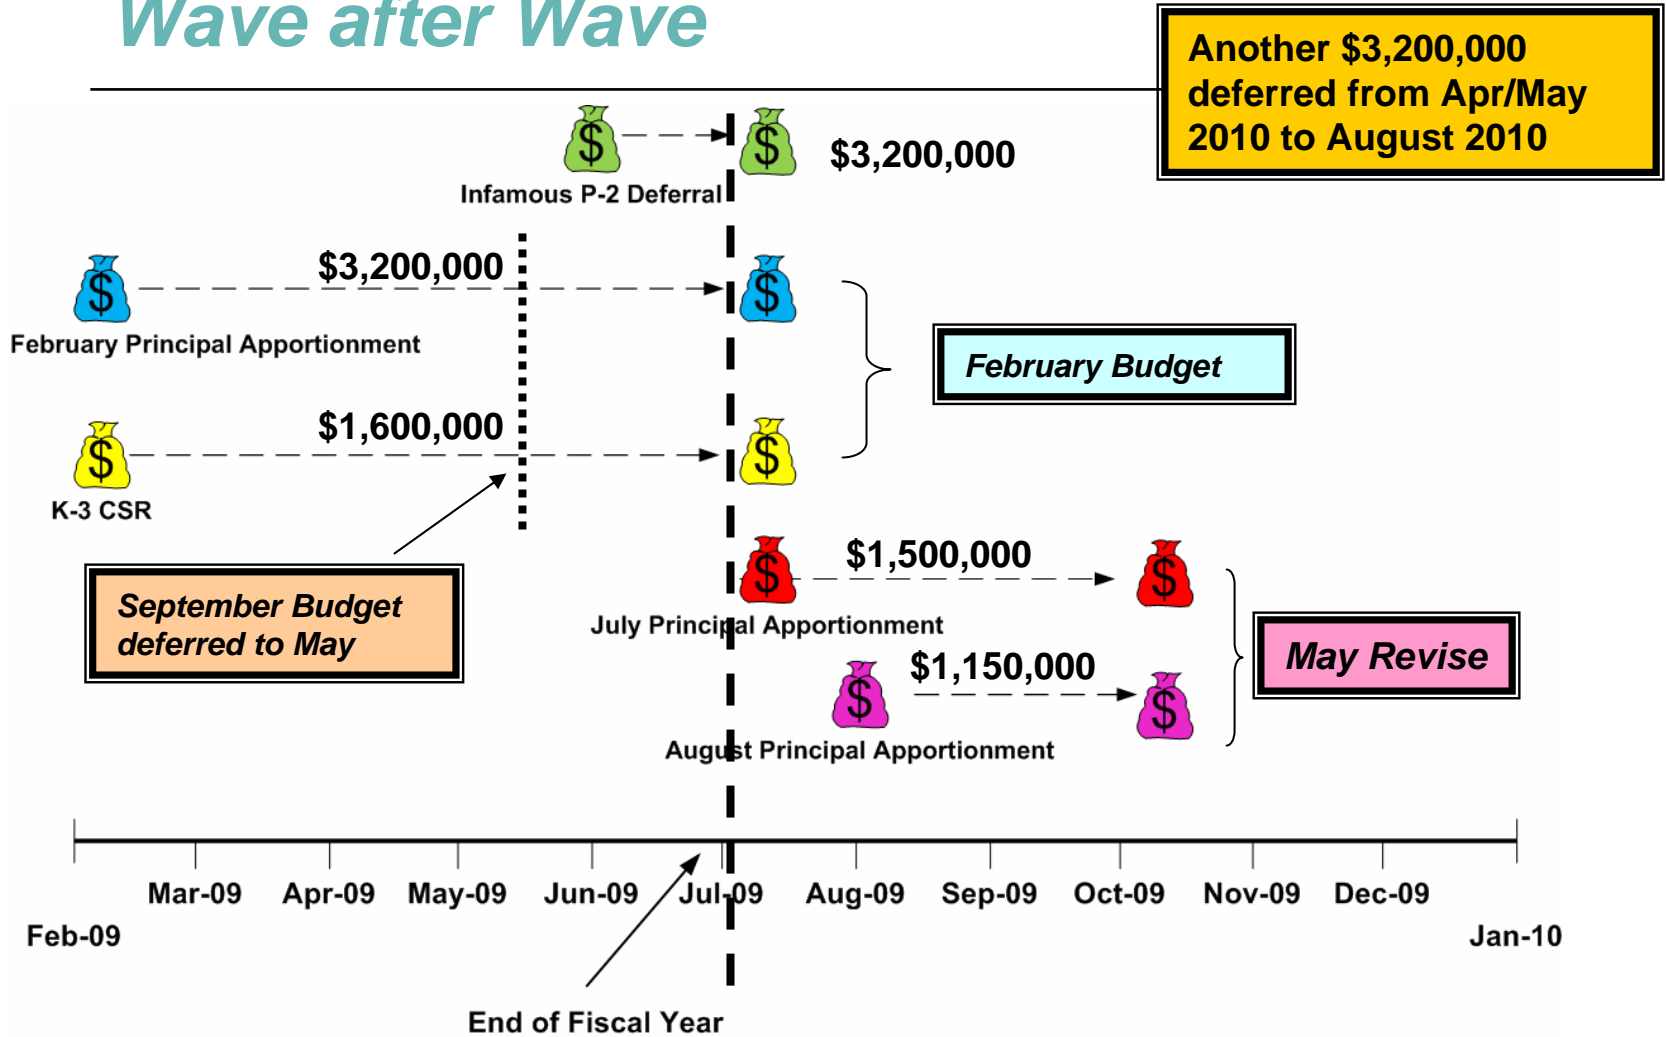 Wave after Wave
Another $3,200,000
deferred from Apr/May
2010 to August 2010
$ $
$3,200,000
Infamous P-2 Deferral
$3,200,000
$ $
February Principal Apportionment
February Budget
$1,600,000
$ $
K-3 CSR
$1,500,000
$ $
September Budget
deferred to May
July Principal Apportionment
$1,150,000
May Revise
$ $
August Principal Apportionment
Mar-09 Apr-09 May-09 Jun-09 Jul-09 Aug-09 Sep-09 Oct-09 Nov-09 Dec-09
Feb-09 Jan-10
End of Fiscal Year